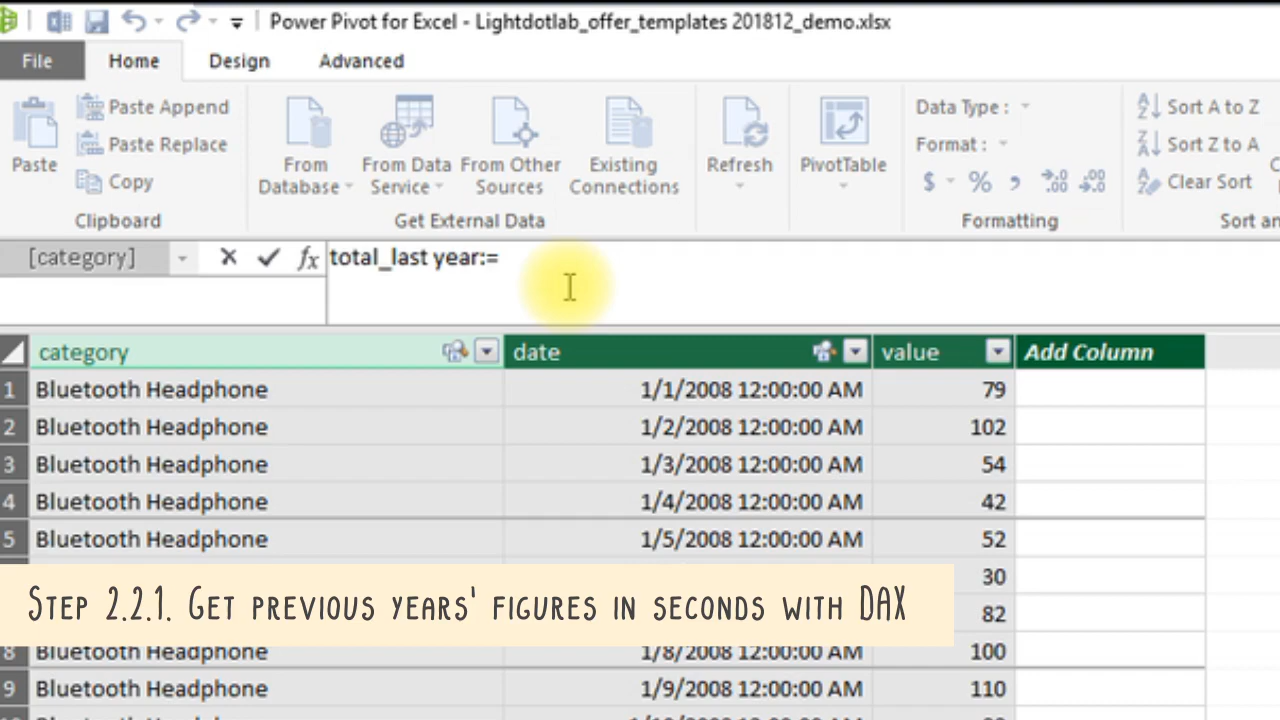 Power Pivot for Excel - Lightdotlab_offer_templates 201812_demo.xlsx
File Home Design Advanced
Paste
Paste Append
Paste Replace
Copy
Clipboard
From Database
From Data Service
From Other Sources
Existing Connections
Get External Data
Refresh
PivotTable
Data Type :
Format :
$ % ,
Formatting
Sort A to Z
Sort Z to A
Clear Sort
Sort an
[category] fx total_last year:=
category date value Add Column
1 Bluetooth Headphone 1/1/2008 12:00:00 AM 79
2 Bluetooth Headphone 1/2/2008 12:00:00 AM 102
3 Bluetooth Headphone 1/3/2008 12:00:00 AM 54
4 Bluetooth Headphone 1/4/2008 12:00:00 AM 42
5 Bluetooth Headphone 1/5/2008 12:00:00 AM 52
30
Step 2.2.1. Get previous years' figures in seconds with DAX
82
8 Bluetooth Headphone 1/8/2008 12:00:00 AM 100
9 Bluetooth Headphone 1/9/2008 12:00:00 AM 110